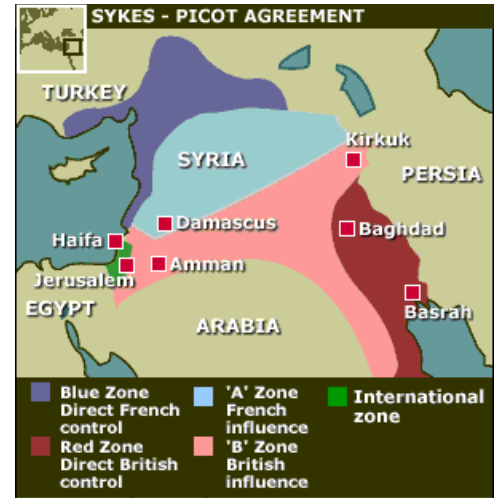 SYKES - PICOT AGREEMENT
TURKEY
Kirkuk
SYRIA
PERSIA
Damascus
Baghdad
Haifa
Amman
Jerusalem
EGYPT
Basrah
ARABIA
Blue Zone
Direct French
control
'A' Zone
French
influence
International
zone
Red Zone
Direct British
control
'B' Zone
British
influence